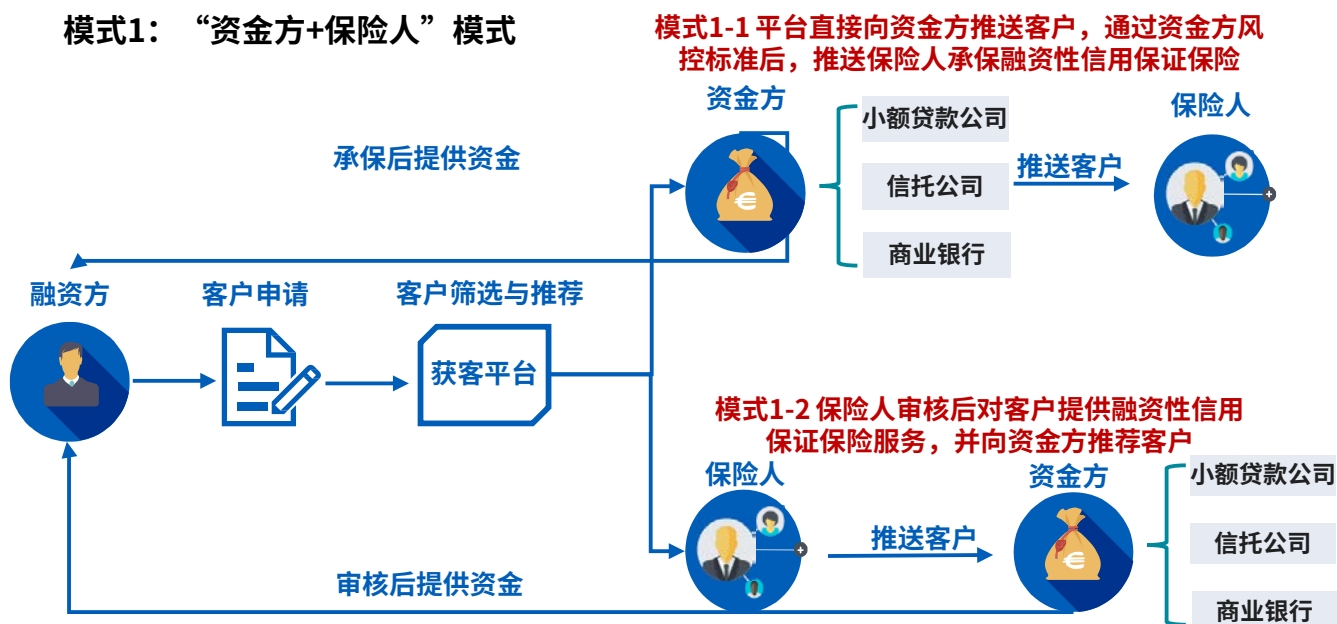 模式1：“资金方+保险人”模式
模式1-1 平台直接向资金方推送客户，通过资金方风
控标准后，推送保险人承保融资性信用保证保险
资金方
保险人
小额贷款公司
信托公司
商业银行
推送客户
承保后提供资金
融资方
客户申请
客户筛选与推荐
获客平台
模式1-2 保险人审核后对客户提供融资性信用
保证保险服务，并向资金方推荐客户
保险人
资金方
推送客户
小额贷款公司
信托公司
商业银行
审核后提供资金